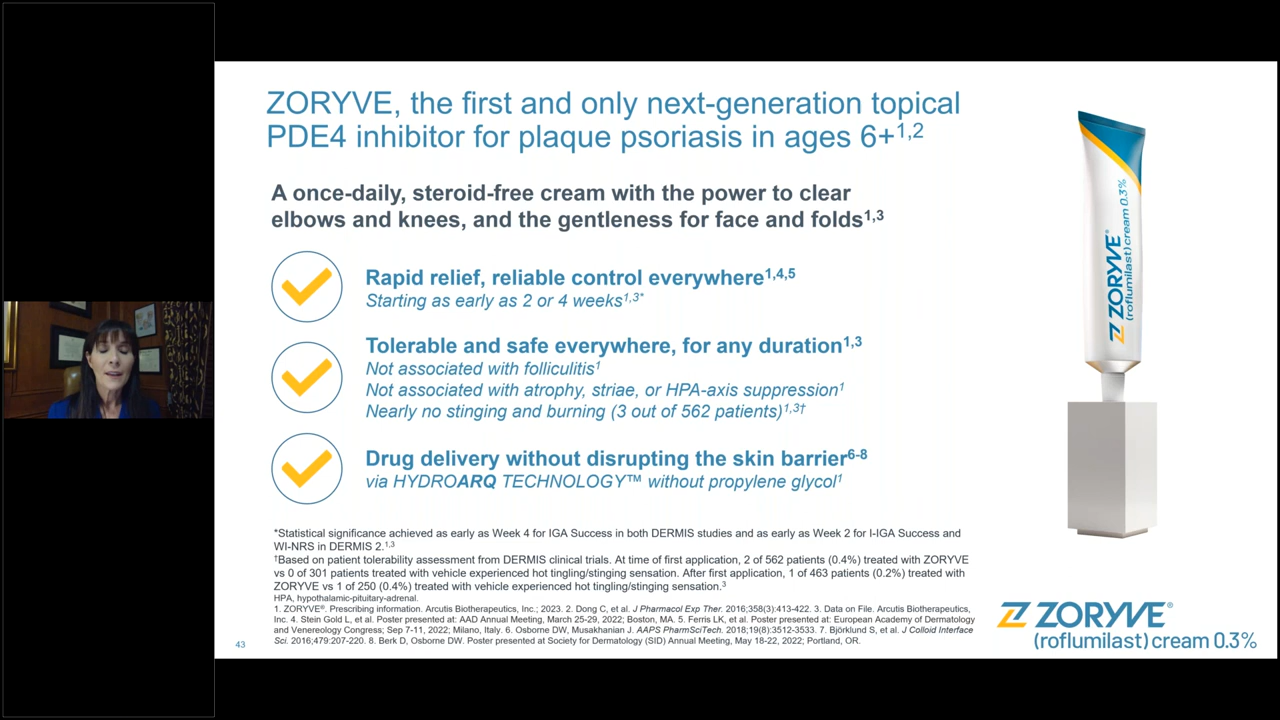 ZORYVE, the first and only next-generation topical
PDE4 inhibitor for plaque psoriasis in ages 6+1,2
A once-daily, steroid-free cream with the power to clear
elbows and knees, and the gentleness for face and folds1,3
Rapid relief, reliable control everywhere1,4,5
Starting as early as 2 or 4 weeks1,3*
Tolerable and safe everywhere, for any duration1,3
Not associated with folliculitis1
Not associated with atrophy, striae, or HPA-axis suppression1
Nearly no stinging and burning (3 out of 562 patients)1,3†
Drug delivery without disrupting the skin barrier6-8
via HYDROARQ TECHNOLOGY™ without propylene glycol1
*Statistical significance achieved as early as Week 4 for IGA Success in both DERMIS studies and as early as Week 2 for I-IGA Success and
WI-NRS in DERMIS 2.1,3
†Based on patient tolerability assessment from DERMIS clinical trials. At time of first application, 2 of 562 patients (0.4%) treated with ZORYVE
vs 0 of 301 patients treated with vehicle experienced hot tingling/stinging sensation. After first application, 1 of 463 patients (0.2%) treated with
ZORYVE vs 1 of 250 (0.4%) treated with vehicle experienced hot tingling/stinging sensation.3
HPA, hypothalamic-pituitary-adrenal.
1. ZORYVE®. Prescribing information. Arcutis Biotherapeutics, Inc.; 2023. 2. Dong C, et al. J Pharmacol Exp Ther. 2016;358(3):413-422. 3. Data on File. Arcutis Biotherapeutics,
Inc. 4. Stein Gold L, et al. Poster presented at: AAD Annual Meeting, March 25-29, 2022; Boston, MA. 5. Ferris LK, et al. Poster presented at: European Academy of Dermatology
and Venereology Congress; Sep 7-11, 2022; Milano, Italy. 6. Osborne DW, Musakhanian J. AAPS PharmSciTech. 2018;19(8):3512-3533. 7. Björklund S, et al. J Colloid Interface
Sci. 2016;479:207-220. 8. Berk D, Osborne DW. Poster presented at Society for Dermatology (SID) Annual Meeting, May 18-22, 2022; Portland, OR.
43
ZORYVE®
(roflumilast) cream 0.3%
ZORYVE®
(roflumilast) cream 0.3%